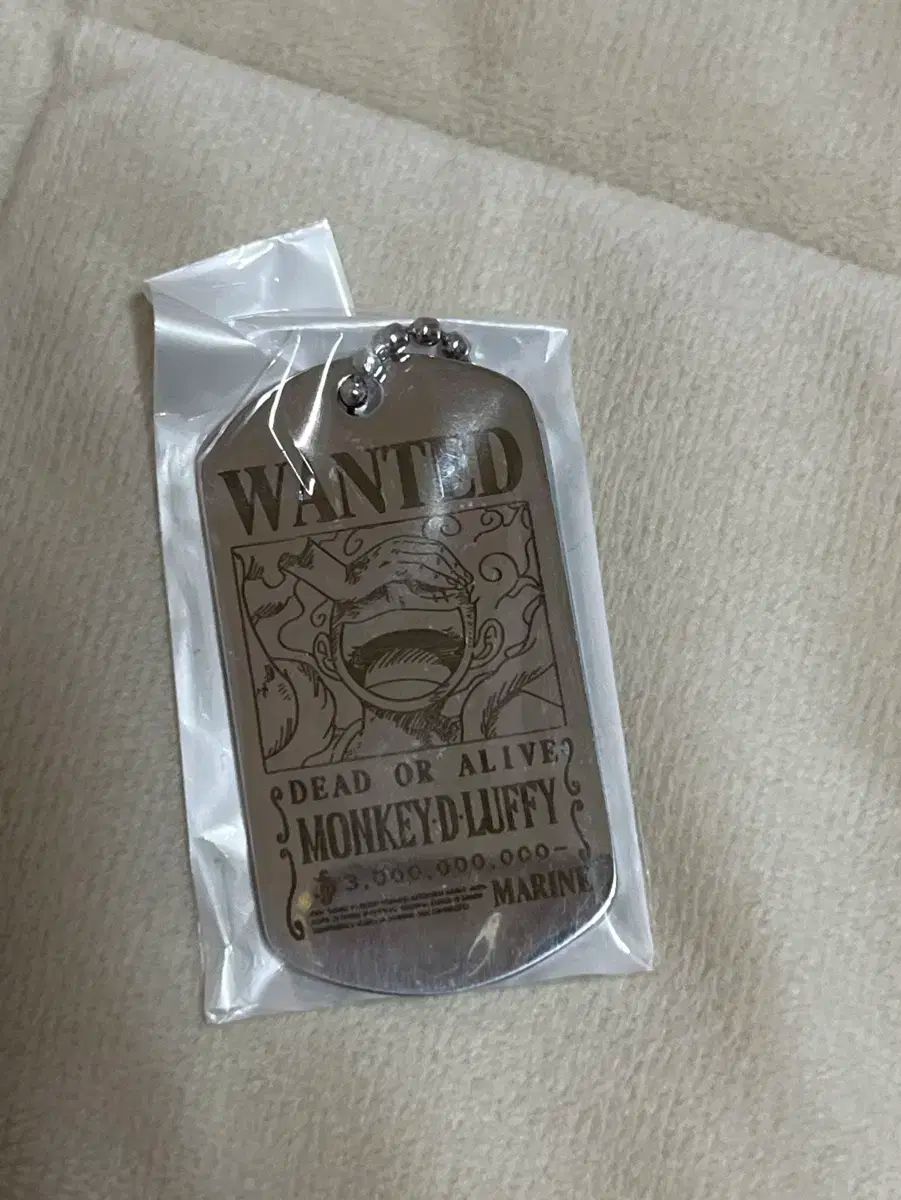 WANTED
DEAD OR ALIVE
MONKEY·D·LUFFY
3,000,000,000-
MARINE